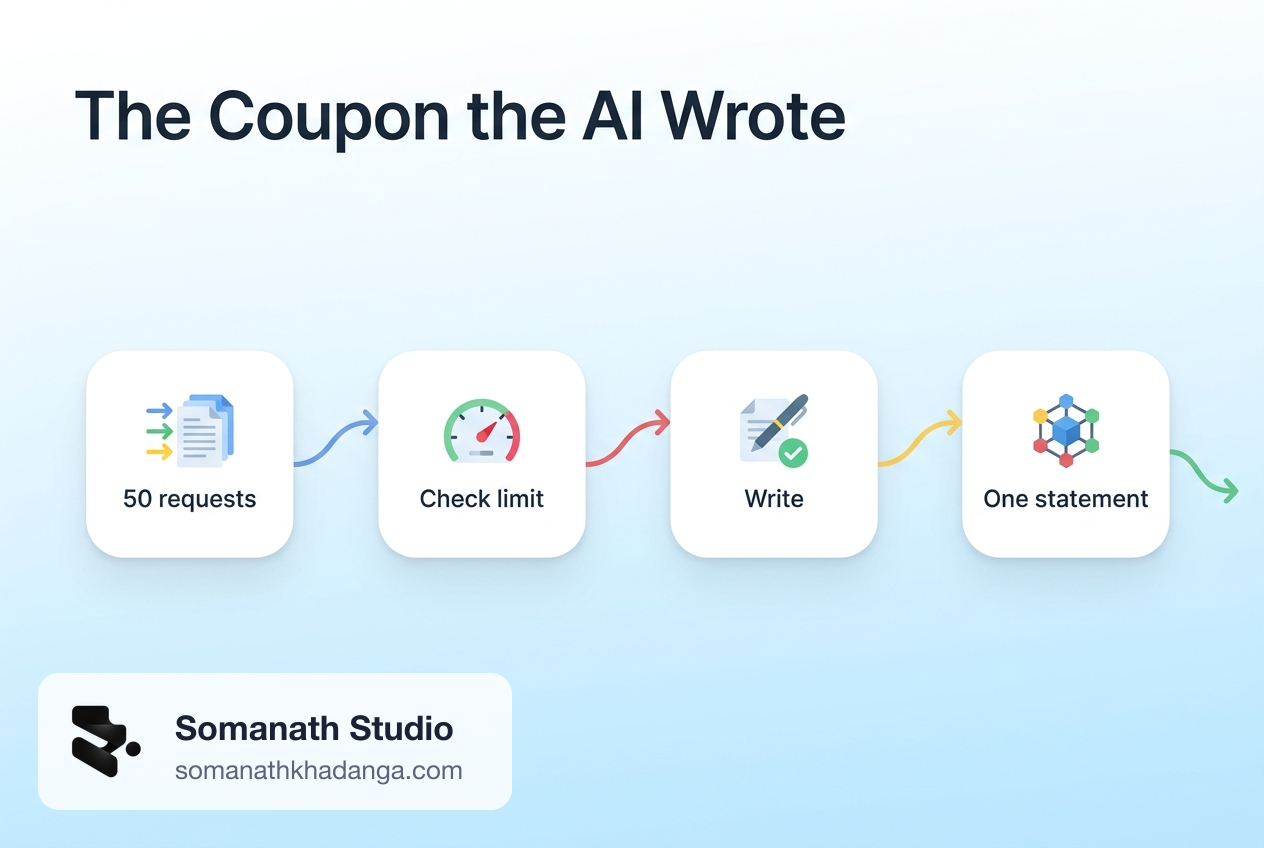 The Coupon the AI Wrote
50 requests
Check limit
Write
One statement
Somanath Studio
somanathkhadanga.com